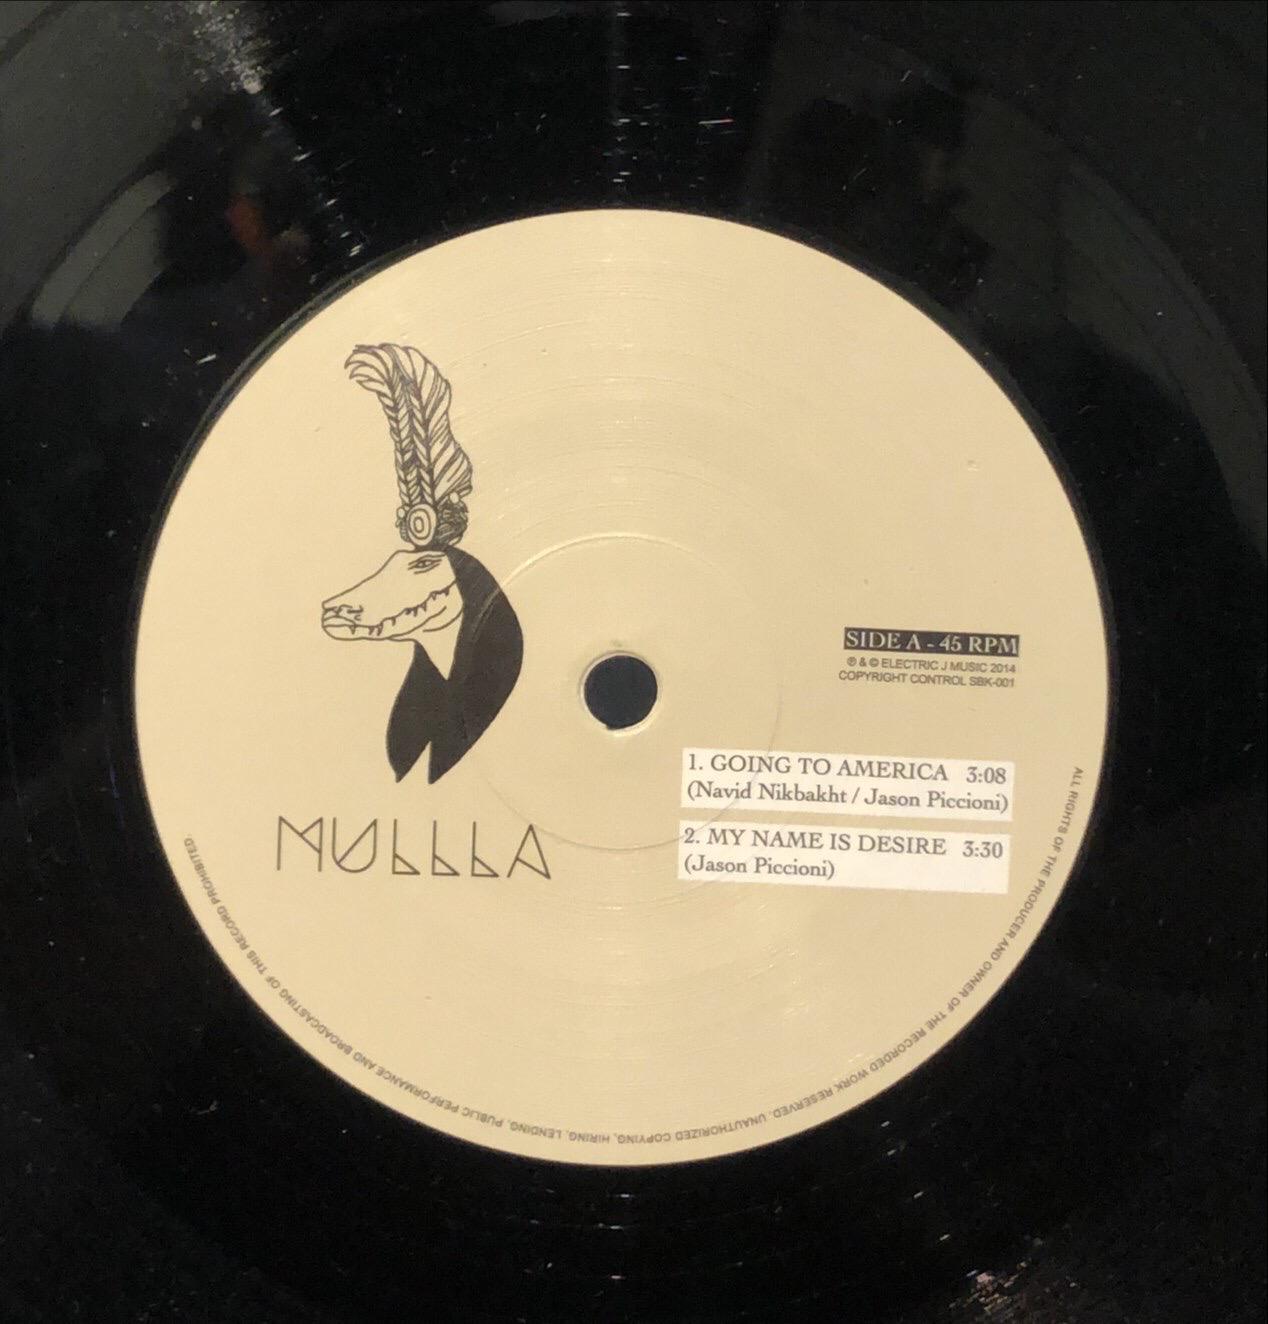 MULLLA
SIDE A - 45 RPM
℗ & © ELECTRIC J MUSIC 2014
COPYRIGHT CONTROL SBK-001
1. GOING TO AMERICA 3:08
(Navid Nikbakht / Jason Piccioni)
2. MY NAME IS DESIRE 3:30
(Jason Piccioni)
ALL RIGHTS OF THE PRODUCER AND OWNER OF THE RECORDED WORK RESERVED. UNAUTHORIZED COPYING, HIRING, LENDING, PUBLIC PERFORMANCE AND BROADCASTING OF THIS RECORD PROHIBITED.